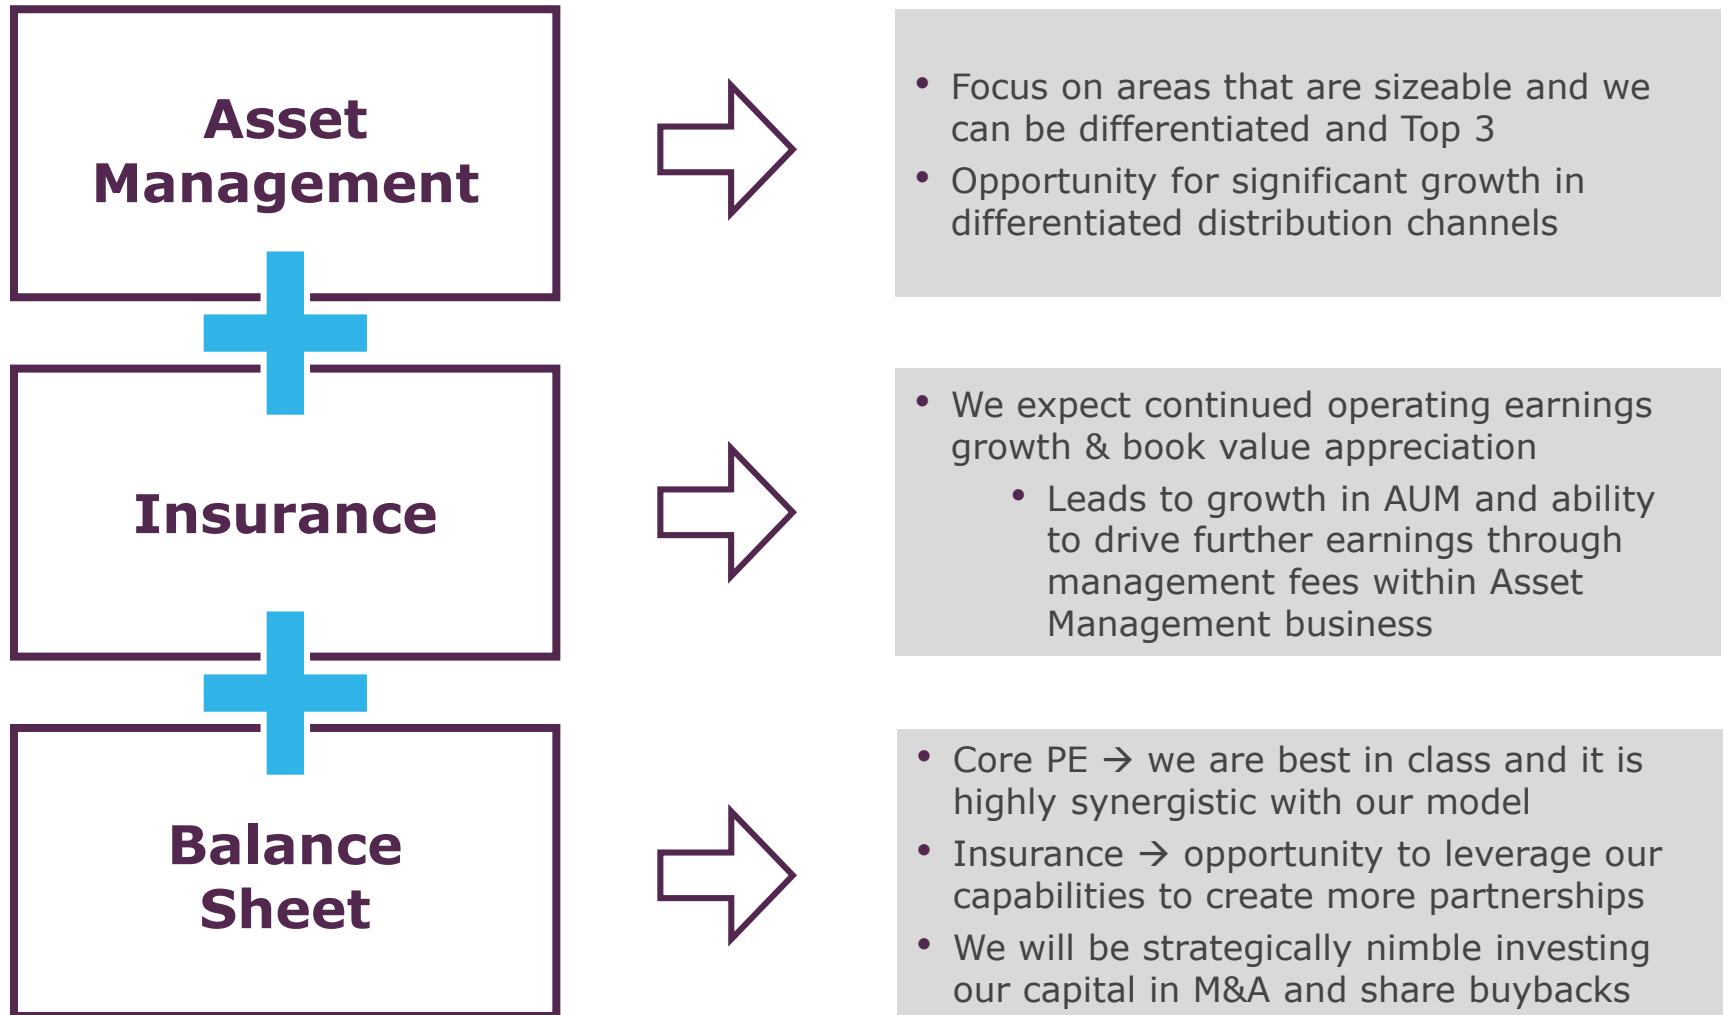 Asset
Management
• Focus on areas that are sizeable and we
can be differentiated and Top 3
• Opportunity for significant growth in
differentiated distribution channels
Insurance
• We expect continued operating earnings
growth & book value appreciation
• Leads to growth in AUM and ability
to drive further earnings through
management fees within Asset
Management business
Balance
Sheet
• Core PE → we are best in class and it is
highly synergistic with our model
• Insurance → opportunity to leverage our
capabilities to create more partnerships
• We will be strategically nimble investing
our capital in M&A and share buybacks